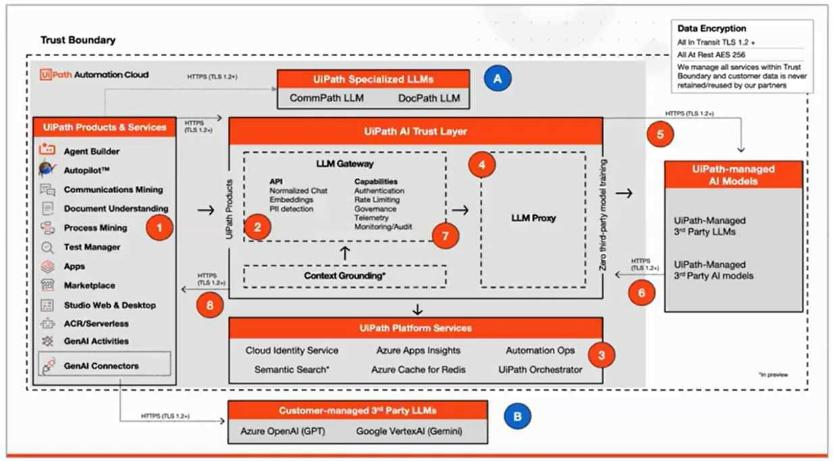 Trust Boundary
Data Encryption
All in Transit TLS 1.2 +
All At Rest AES 256
We manage all services within Trust
Boundary and customer data is never
retained/reused by our partners
UiPath Automation Cloud
HTTPS (TLS 1.2+)
UiPath Specialized LLMs
CommPath LLM DocPath LLM
A
UiPath Products & Services
Agent Builder
Autopilot™
Communications Mining
Document Understanding
Process Mining
Test Manager
Apps
Marketplace
Studio Web & Desktop
ACR/Serverless
GenAI Activities
GenAI Connectors
1
HTTPS
(TLS 1.2+)
UiPath AI Trust Layer
UiPath Products
LLM Gateway
API
Normalized Chat
Embeddings
PII detection
Capabilities
Authentication
Rate Limiting
Governance
Telemetry
Monitoring/Audit
2
7
Context Grounding*
4
LLM Proxy
Zero third-party model training
HTTPS (TLS 1.2+)
5
UiPath-managed
AI Models
UiPath-Managed
3rd Party LLMs
UiPath-Managed
3rd Party AI models
HTTPS
(TLS 1.2+)
6
HTTPS
(TLS 1.2+)
8
UiPath Platform Services
Cloud Identity Service Azure Apps Insights Automation Ops
Semantic Search* Azure Cache for Redis UiPath Orchestrator
3
*In preview
HTTPS (TLS 1.2+)
Customer-managed 3rd Party LLMs
Azure OpenAI (GPT) Google VertexAI (Gemini)
B